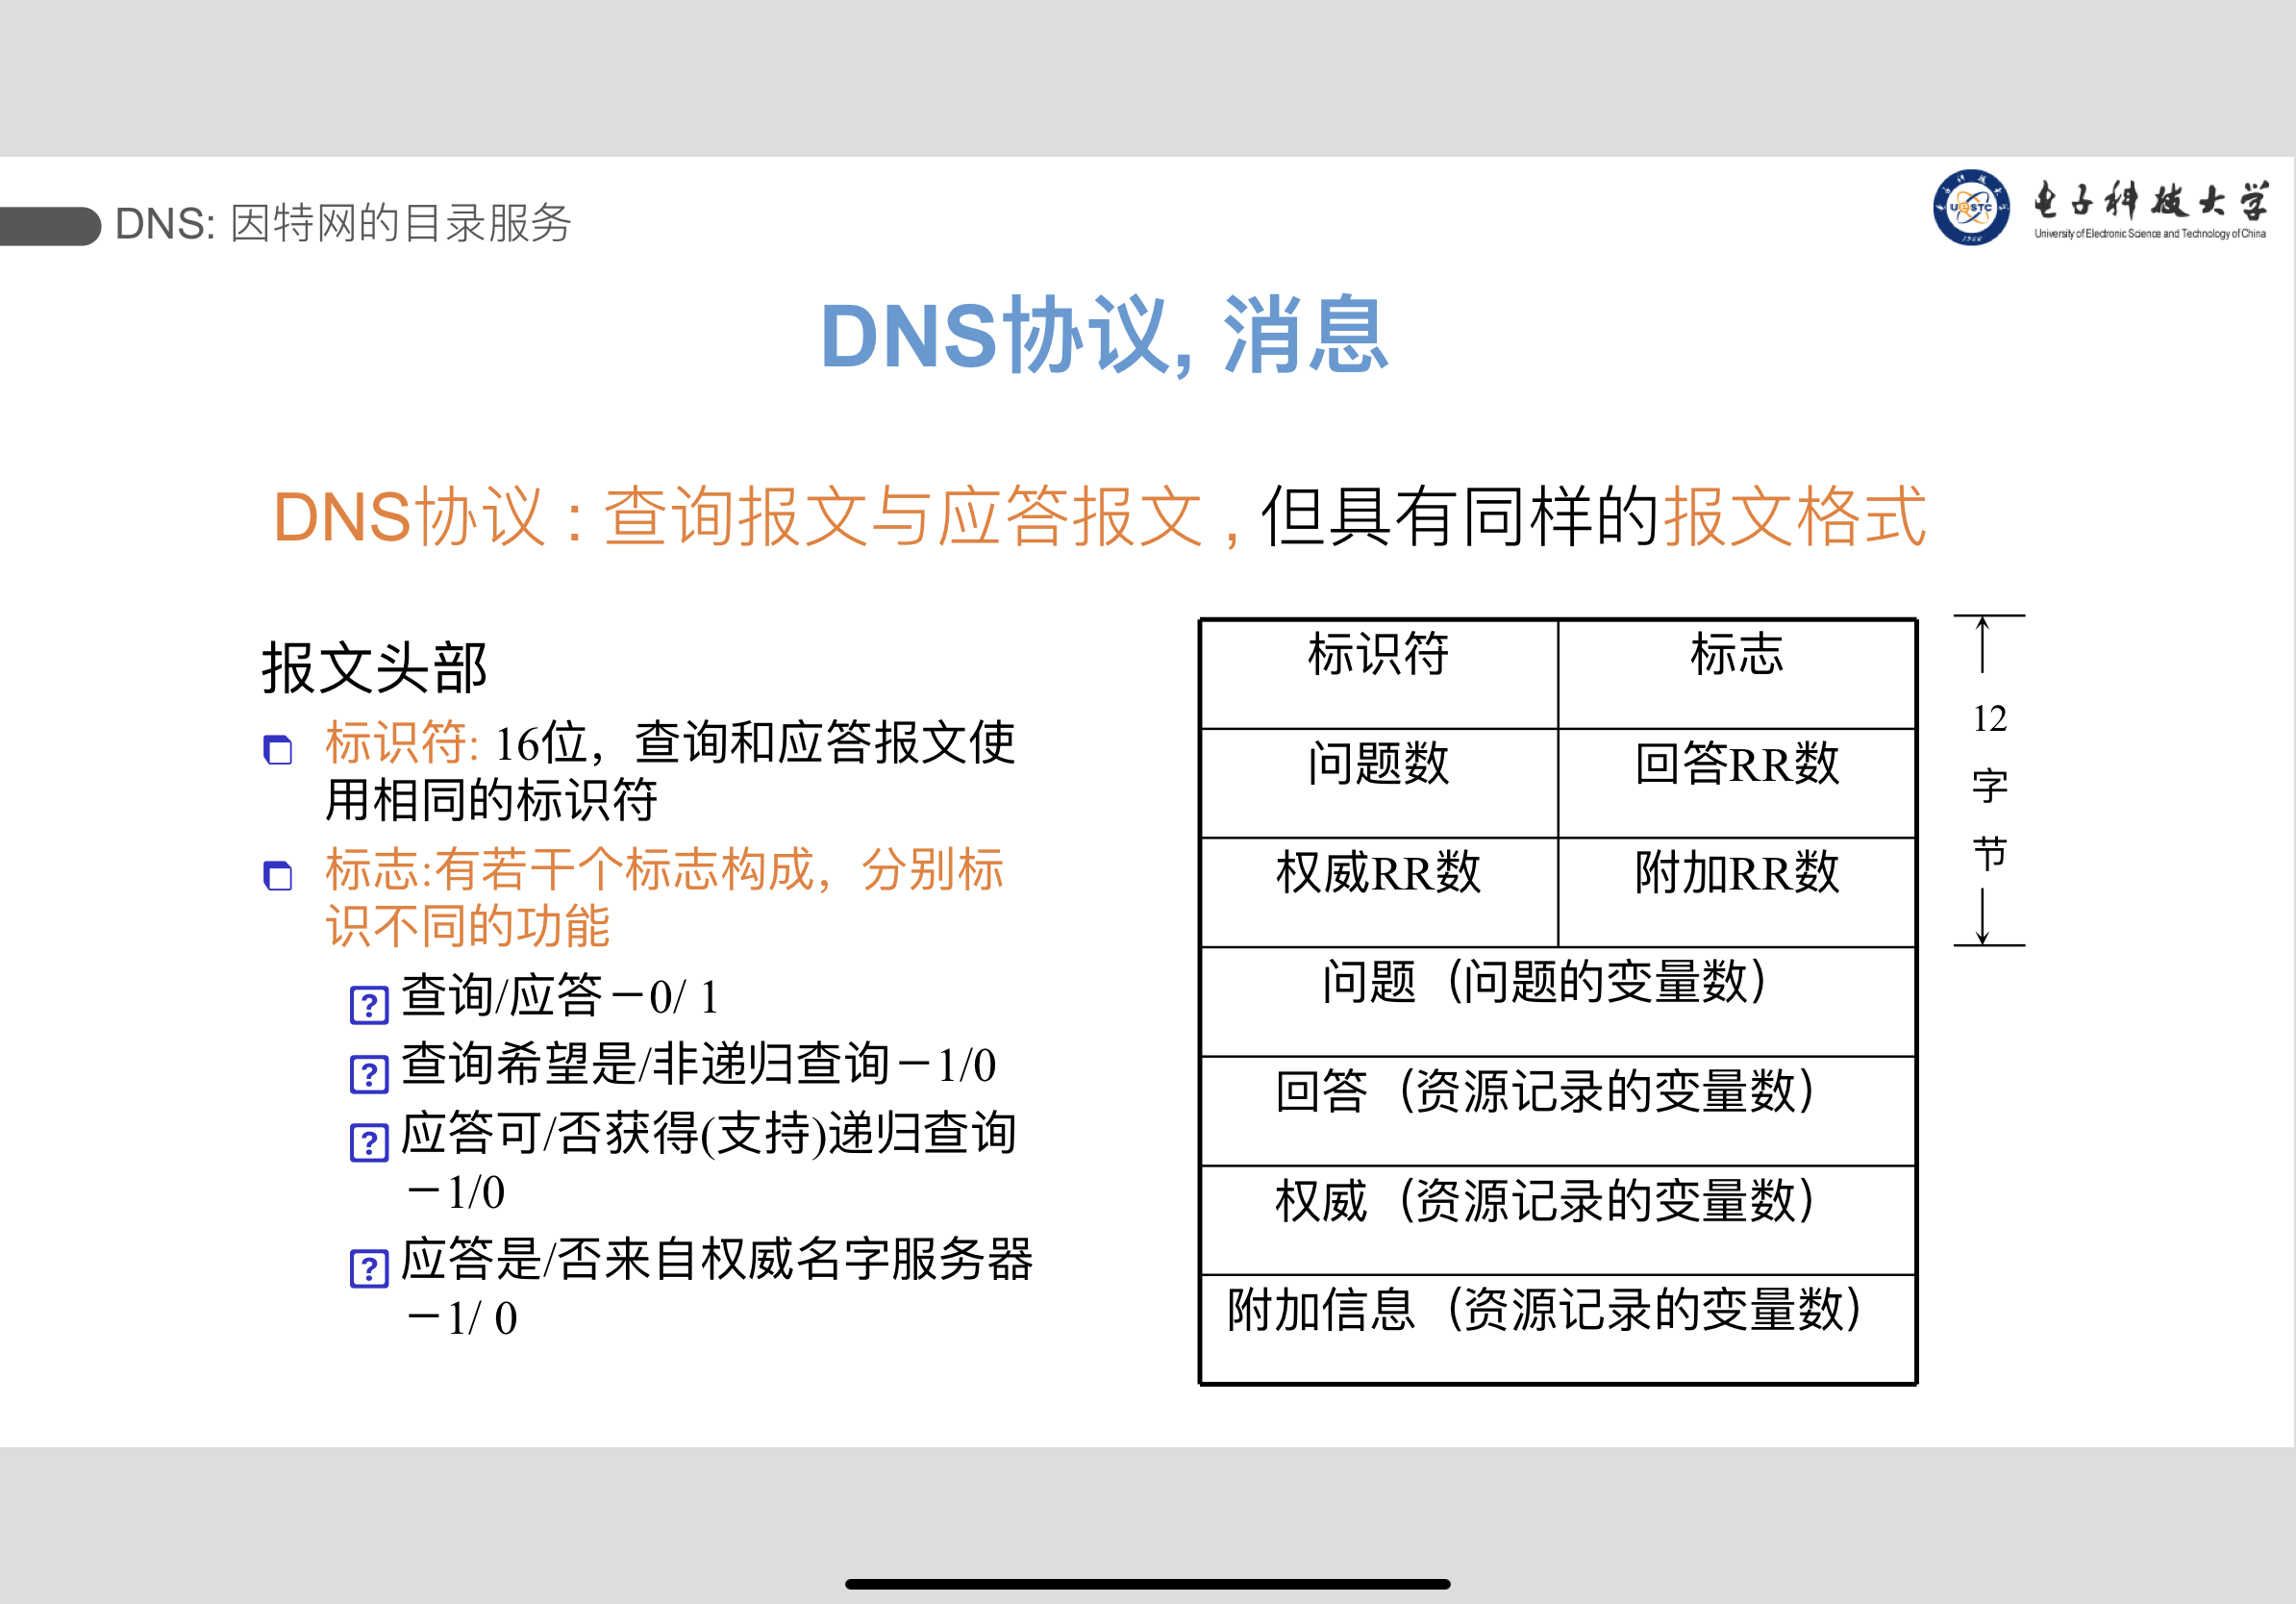 DNS: 因特网的目录服务
UESTC
1956
电子科技大学
University of Electronic Science and Technology of China
DNS协议, 消息
DNS协议：查询报文与应答报文，但具有同样的报文格式
报文头部
标识符: 16位，查询和应答报文使
用相同的标识符
标志:有若干个标志构成，分别标
识不同的功能
查询/应答－0/ 1
查询希望是/非递归查询－1/0
应答可/否获得(支持)递归查询
－1/0
应答是/否来自权威名字服务器
－1/ 0
标识符 标志
问题数 回答RR数
权威RR数 附加RR数
问题（问题的变量数）
回答（资源记录的变量数）
权威（资源记录的变量数）
附加信息（资源记录的变量数）
12
字
节